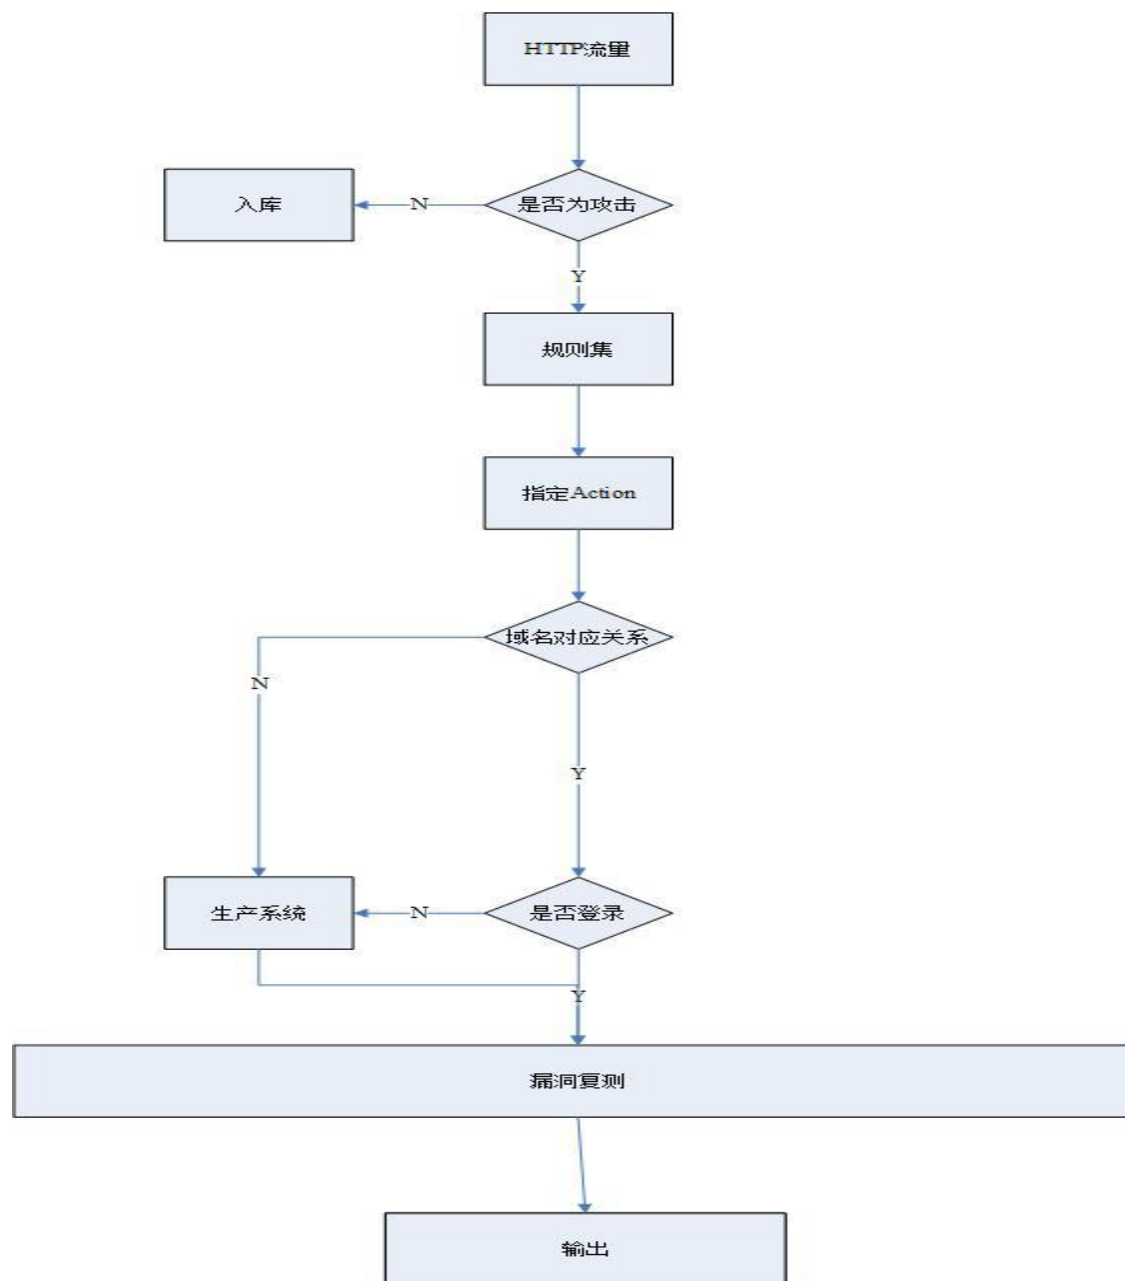 HTTP流量
入库
N
是否为攻击
Y
规则集
指定Action
域名对应关系
N
Y
生产系统
N
是否登录
Y
漏洞复测
输出